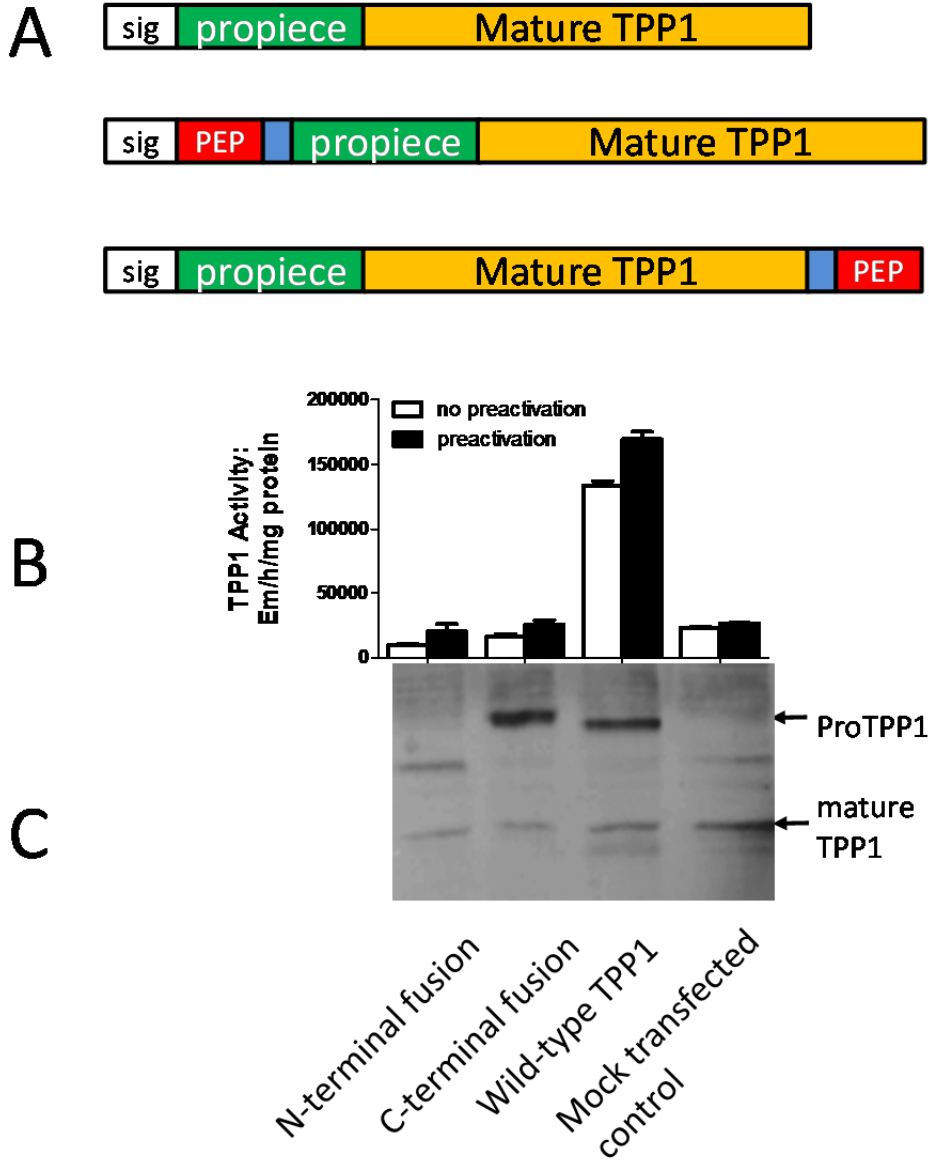 A
sig propiece Mature TPP1
sig PEP propiece Mature TPP1
sig propiece Mature TPP1 PEP
B
TPP1 Activity:
Em/h/mg protein
200000
150000
100000
50000
0
no preactivation
preactivation
C
ProTPP1
mature
TPP1
N-terminal fusion
C-terminal fusion
Wild-type TPP1
Mock transfected
control